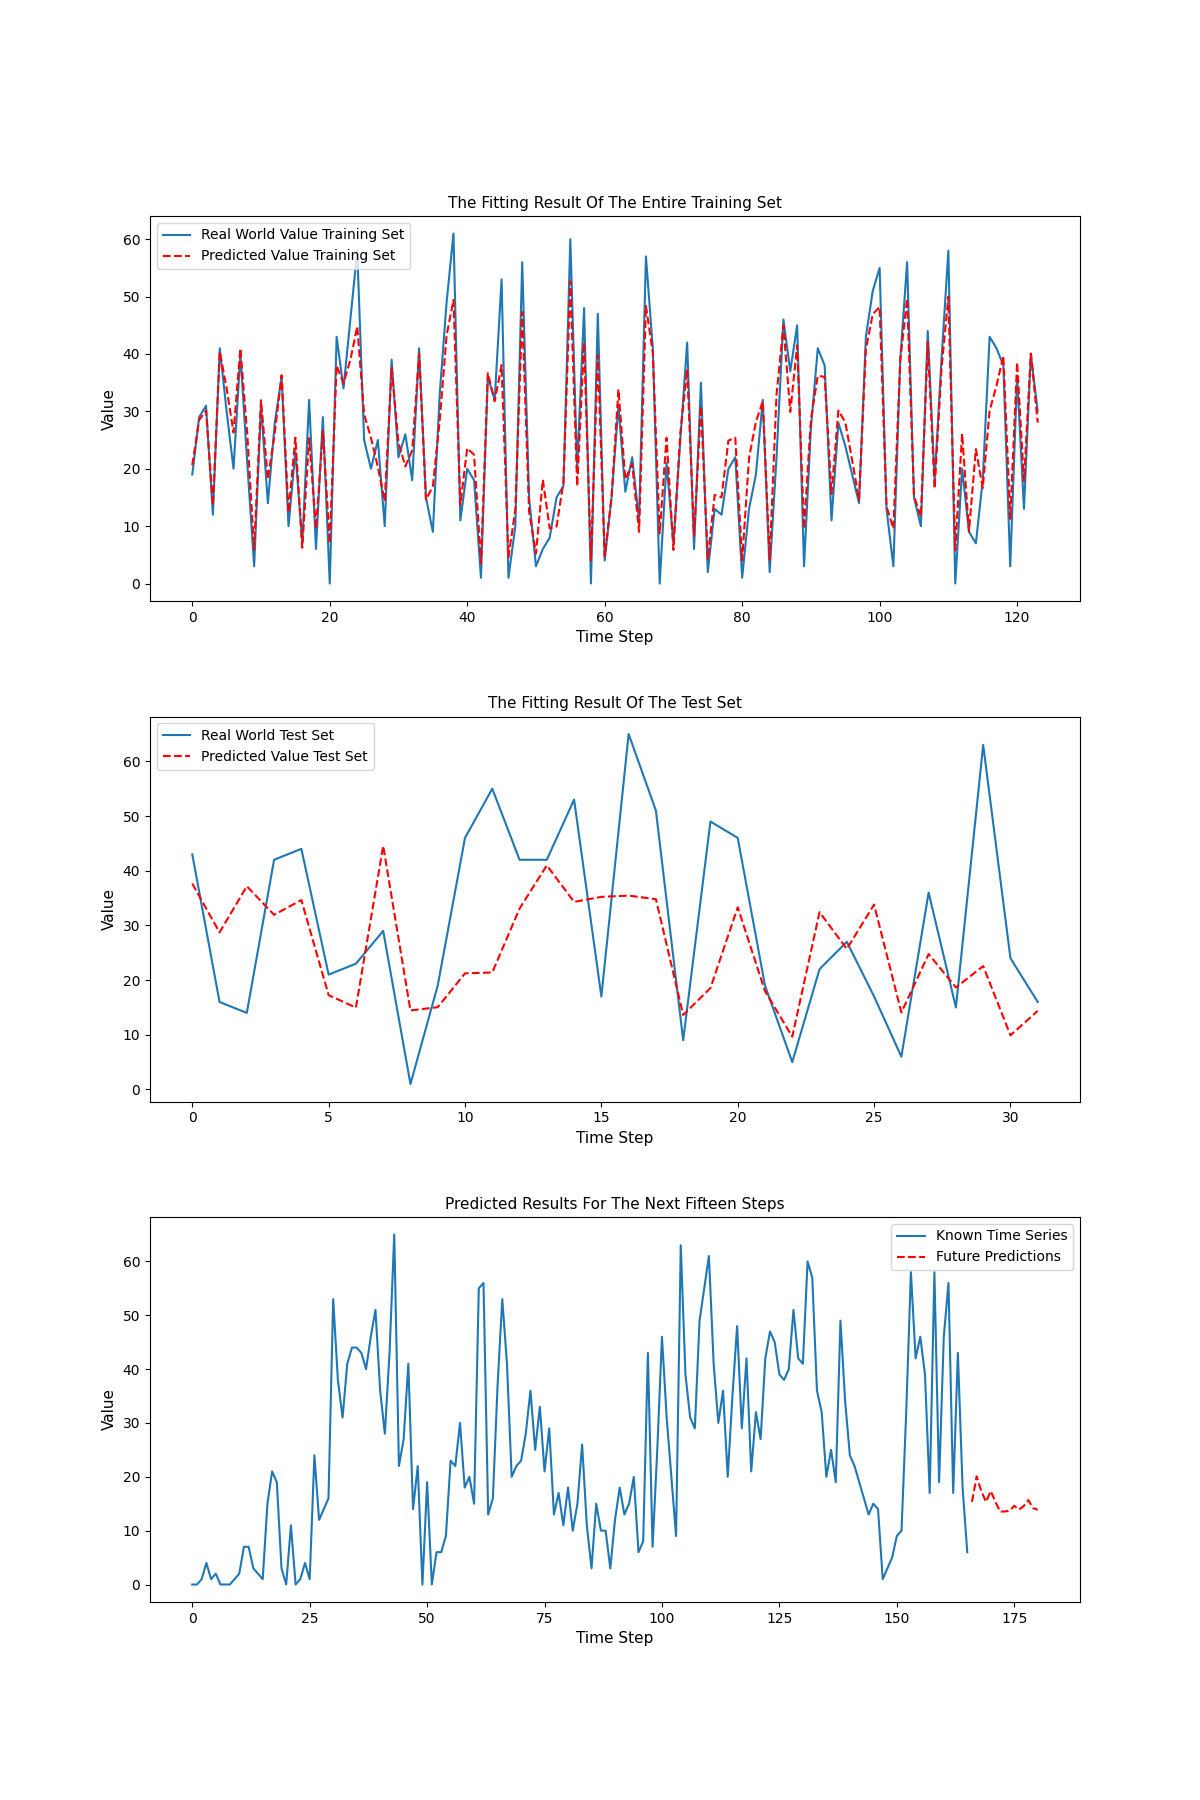 The Fitting Result Of The Entire Training Set
Real World Value Training Set
Predicted Value Training Set
Value
60
50
40
30
20
10
0
0 20 40 60 80 100 120
Time Step
The Fitting Result Of The Test Set
Real World Test Set
Predicted Value Test Set
Value
60
50
40
30
20
10
0
0 5 10 15 20 25 30
Time Step
Predicted Results For The Next Fifteen Steps
Known Time Series
Future Predictions
Value
60
50
40
30
20
10
0
0 25 50 75 100 125 150 175
Time Step